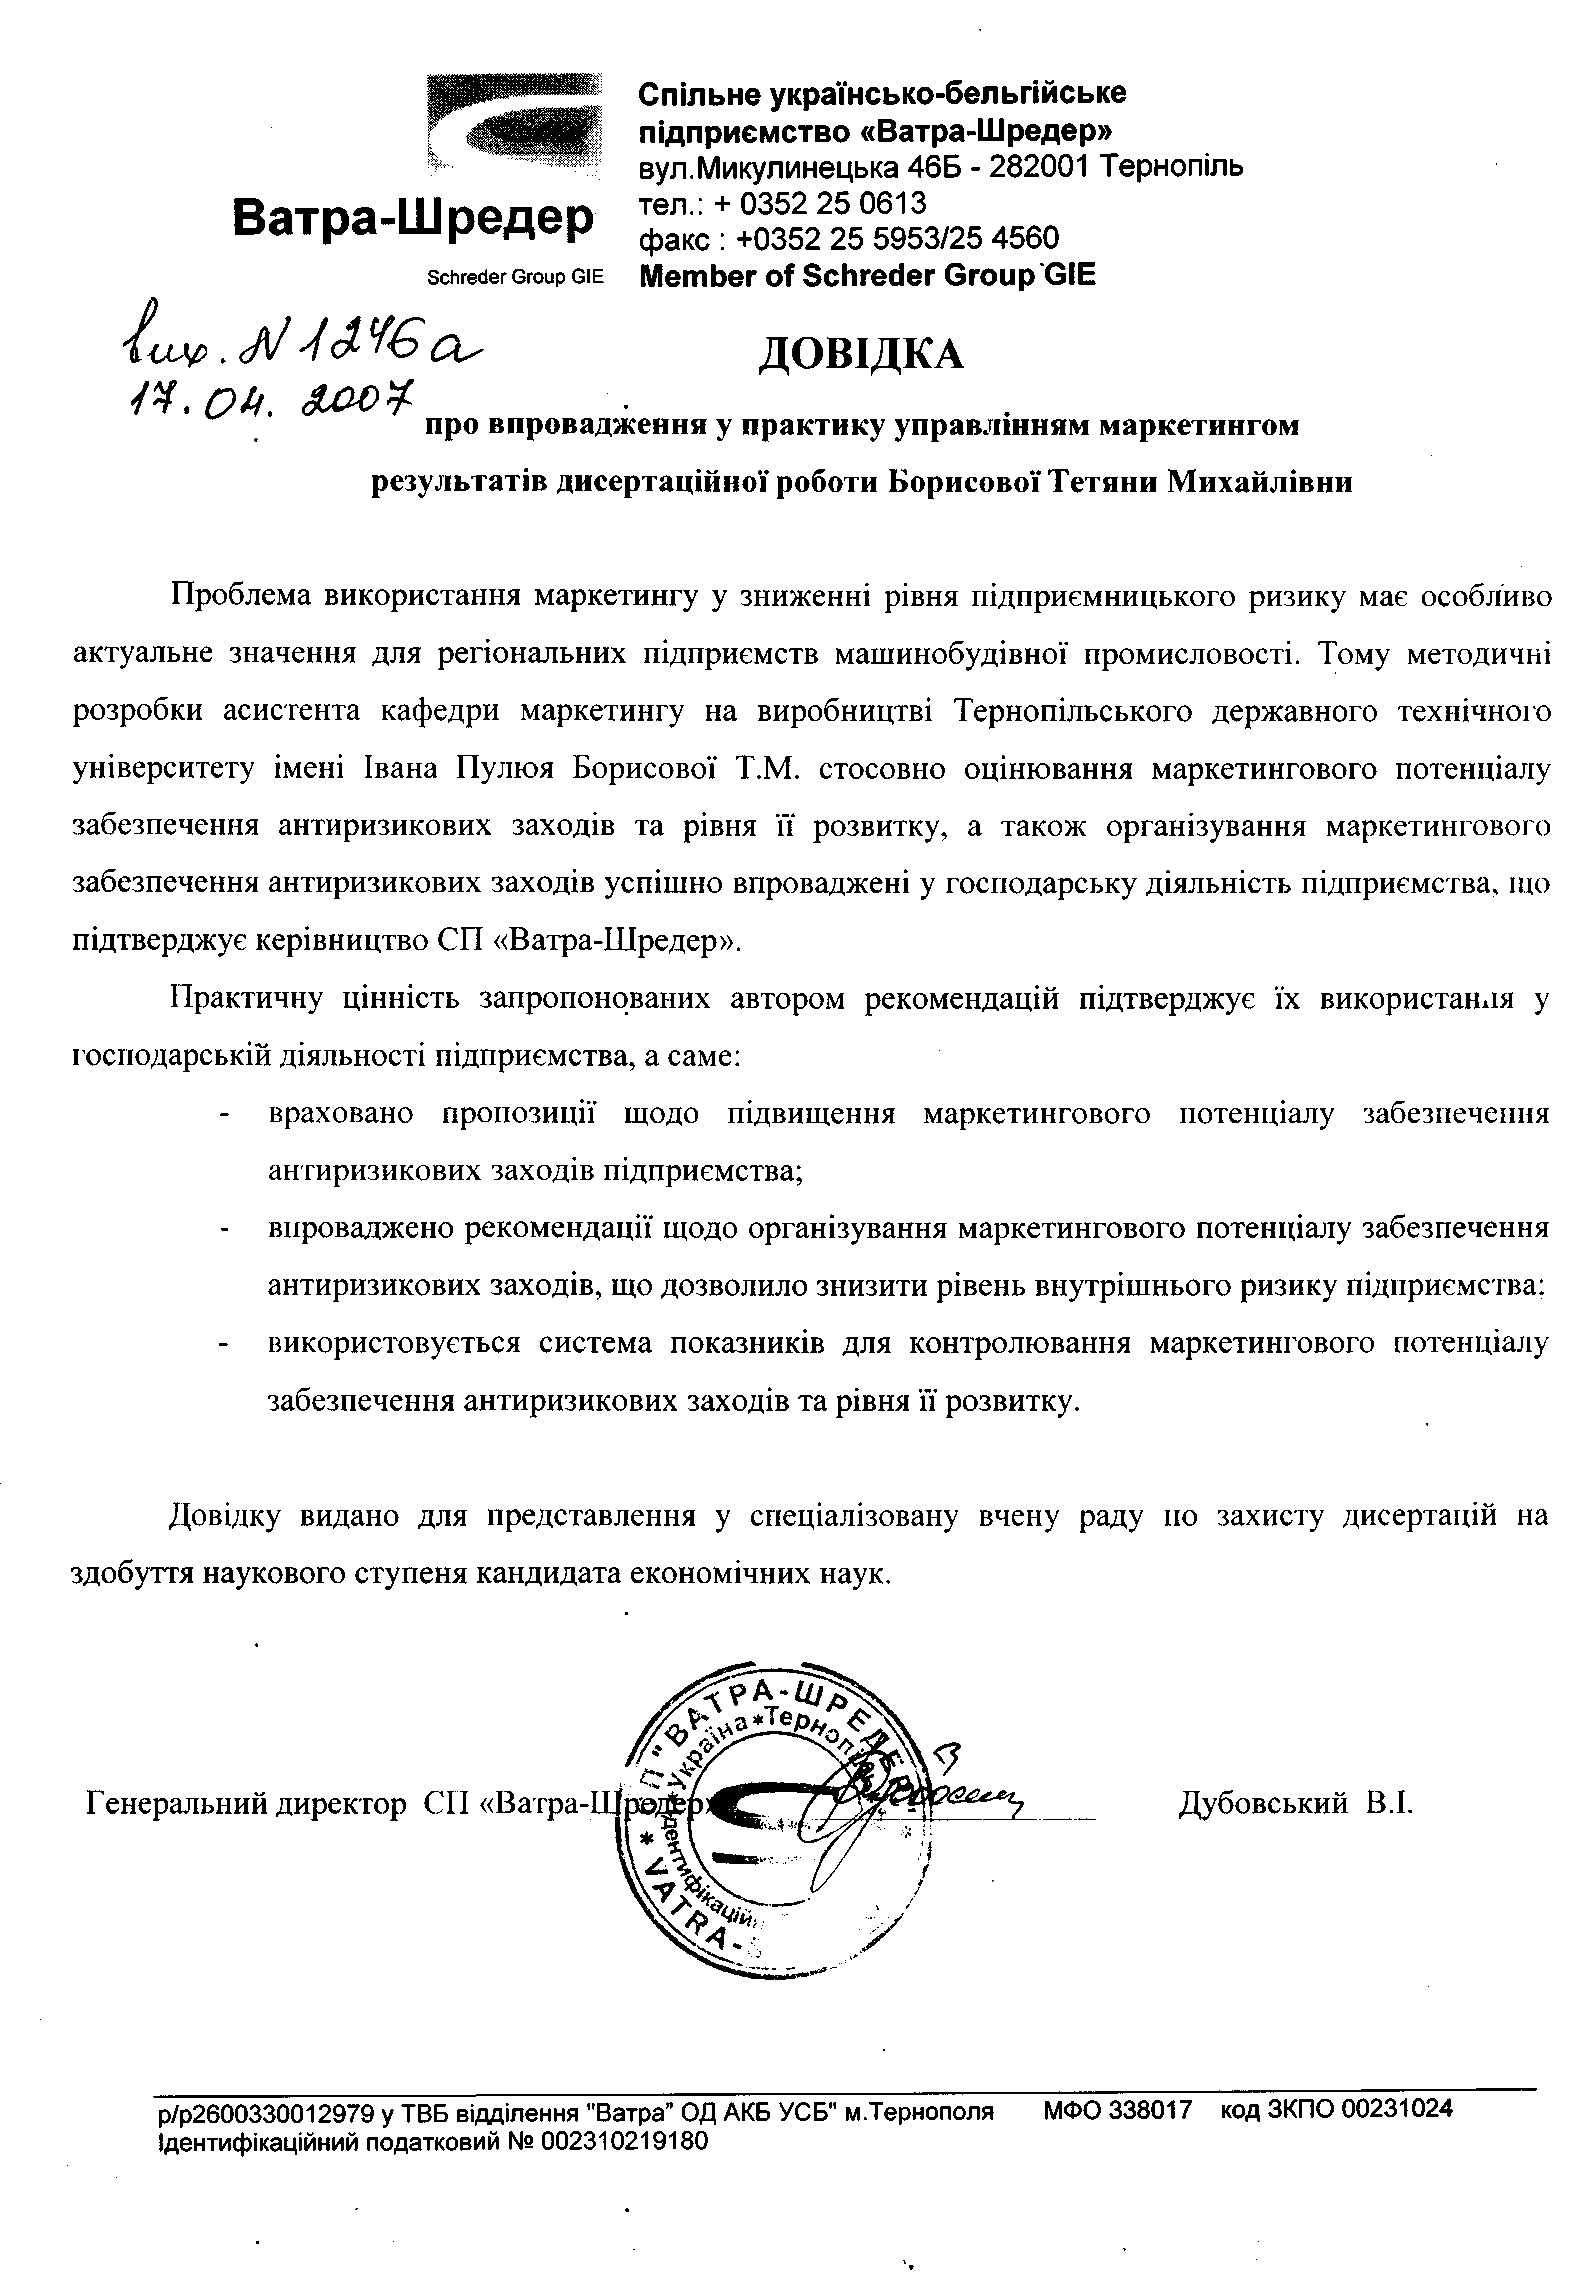 Спільне українсько-бельгійське
підприємство «Ватра-Шредер»
вул.Микулинецька 46Б - 282001 Тернопіль
тел.: + 0352 25 0613
факс : +0352 25 5953/25 4560
Member of Schreder Group GIE
Ватра-Шредер
Schreder Group GIE
Вих. N 1246а
17. 04. 2007
ДОВІДКА
про впровадження у практику управлінням маркетингом
результатів дисертаційної роботи Борисової Тетяни Михайлівни
Проблема використання маркетингу у зниженні рівня підприємницького ризику має особливо
актуальне значення для регіональних підприємств машинобудівної промисловості. Тому методичні
розробки асистента кафедри маркетингу на виробництві Тернопільського державного технічного
університету імені Івана Пулюя Борисової Т.М. стосовно оцінювання маркетингового потенціалу
забезпечення антиризикових заходів та рівня її розвитку, а також організування маркетингового
забезпечення антиризикових заходів успішно впроваджені у господарську діяльність підприємства, що
підтверджує керівництво СП «Ватра-Шредер».
Практичну цінність запропонованих автором рекомендацій підтверджує їх використання у
господарській діяльності підприємства, а саме:
- враховано пропозиції щодо підвищення маркетингового потенціалу забезпечення
антиризикових заходів підприємства;
- впроваджено рекомендації щодо організування маркетингового потенціалу забезпечення
антиризикових заходів, що дозволило знизити рівень внутрішнього ризику підприємства;
- використовується система показників для контролювання маркетингового потенціалу
забезпечення антиризикових заходів та рівня її розвитку.
Довідку видано для представлення у спеціалізовану вчену раду по захисту дисертацій на
здобуття наукового ступеня кандидата економічних наук.
Генеральний директор СП «Ватра-Шредер» Дубовський В.І.
"ВАТРА-ШРЕДЕР"
* VATRA-
Україна*Тернопіль
Ідентифікаційн
р/р2600330012979 у ТВБ відділення "Ватра" ОД АКБ УСБ" м.Тернополя МФО 338017 код ЗКПО 00231024
Ідентифікаційний податковий № 002310219180